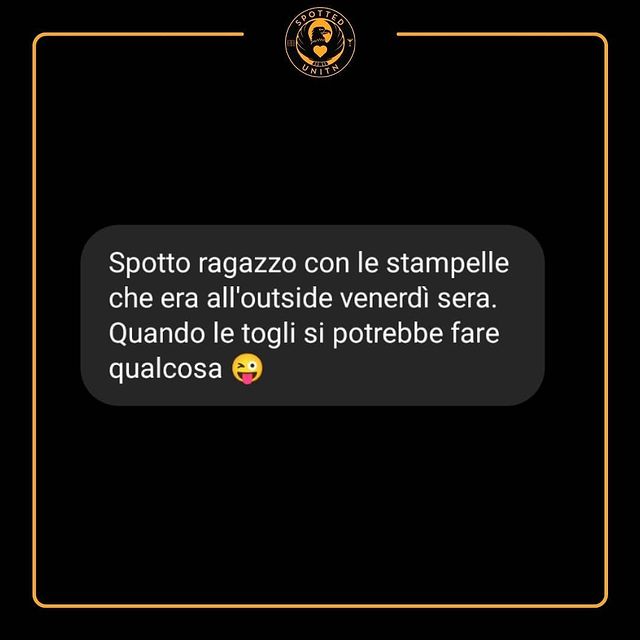 SPOTTED
UNITN
Spotto ragazzo con le stampelle
che era all'outside venerdì sera.
Quando le togli si potrebbe fare
qualcosa 😜